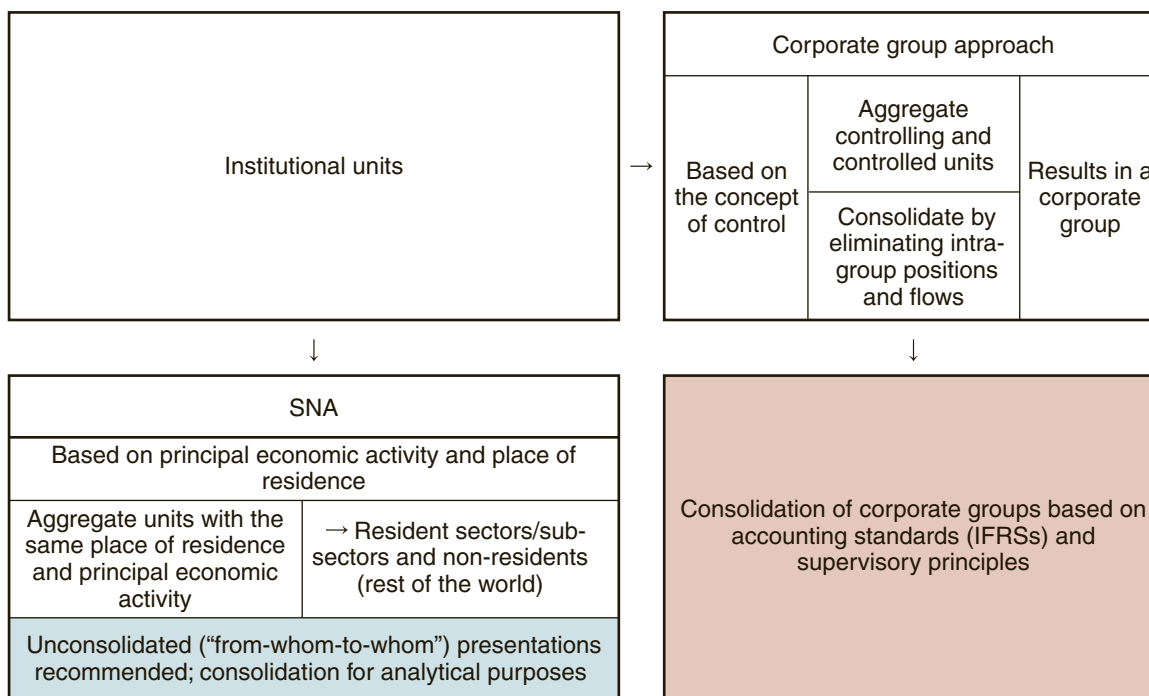 Institutional units
→
Corporate group approach
Based on
the concept
of control
Aggregate
controlling and
controlled units
Consolidate by
eliminating intra-
group positions
and flows
Results in a
corporate
group
↓
↓
SNA
Based on principal economic activity and place of
residence
Aggregate units with the
same place of residence
and principal economic
activity
→ Resident sectors/sub-
sectors and non-residents
(rest of the world)
Unconsolidated (“from-whom-to-whom”) presentations
recommended; consolidation for analytical purposes
Consolidation of corporate groups based on
accounting standards (IFRSs) and
supervisory principles